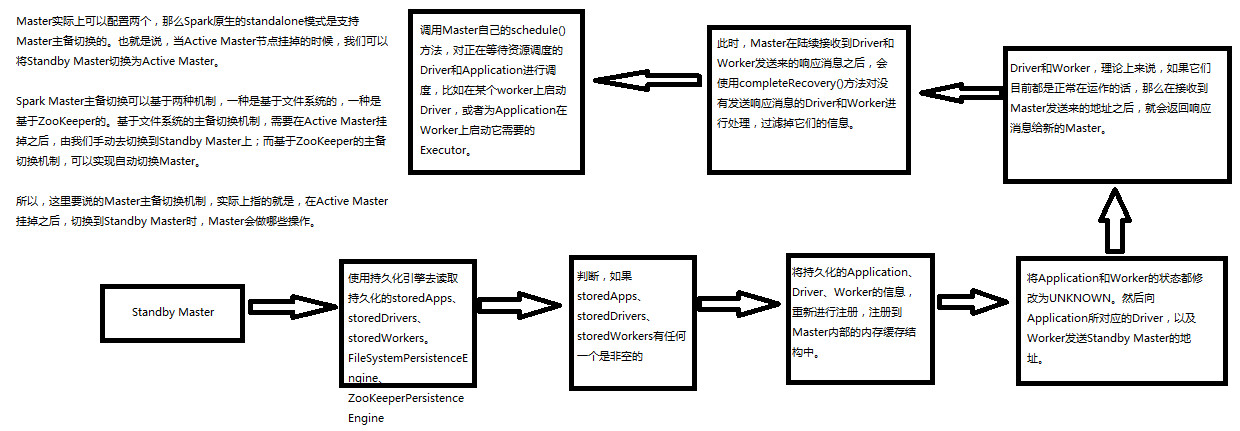 Master实际上可以配置两个，那么Spark原生的standalone模式是支持
Master主备切换的。也就是说，当Active Master节点挂掉的时候，我们可以
将Standby Master切换为Active Master。
Spark Master主备切换可以基于两种机制，一种是基于文件系统的，一种是
基于ZooKeeper的。基于文件系统的主备切换机制，需要在Active Master挂
掉之后，由我们手动去切换到Standby Master上；而基于ZooKeeper的主备
切换机制，可以实现自动切换Master。
所以，这里要说的Master主备切换机制，实际上指的就是，在Active Master
挂掉之后，切换到Standby Master时，Master会做哪些操作。
Standby Master
使用持久化引擎去读取
持久化的storedApps、
storedDrivers、
storedWorkers。
FileSystemPersistenceE
ngine、
ZooKeeperPersistence
Engine
判断，如果
storedApps、
storedDrivers、
storedWorkers有任何
一个是非空的
将持久化的Application、
Driver、Worker的信息，
重新进行注册，注册到
Master内部的内存缓存结
构中。
将Application和Worker的状态都修
改为UNKNOWN。然后向
Application所对应的Driver，以及
Worker发送Standby Master的地
址。
Driver和Worker，理论上来说，如果它们
目前都是正常在运作的话，那么在接收到
Master发送来的地址之后，就会返回响应
消息给新的Master。
此时，Master在陆续接收到Driver和
Worker发送来的响应消息之后，会
使用completeRecovery()方法对没
有发送响应消息的Driver和Worker进
行处理，过滤掉它们的信息。
调用Master自己的schedule()
方法，对正在等待资源调度的
Driver和Application进行调
度，比如在某个worker上启动
Driver，或者为Application在
Worker上启动它需要的
Executor。